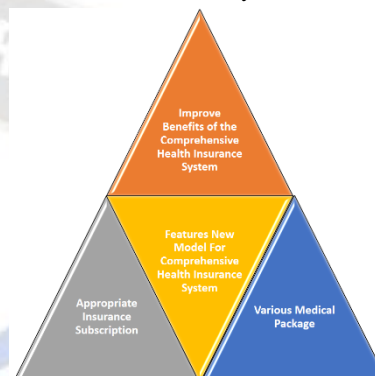 Improve
Benefits of the
Comprehensive
Health Insurance
System
Features New
Model For
Comprehensive
Health Insurance
System
Appropriate
Insurance
Subscription
Various Medical
Package